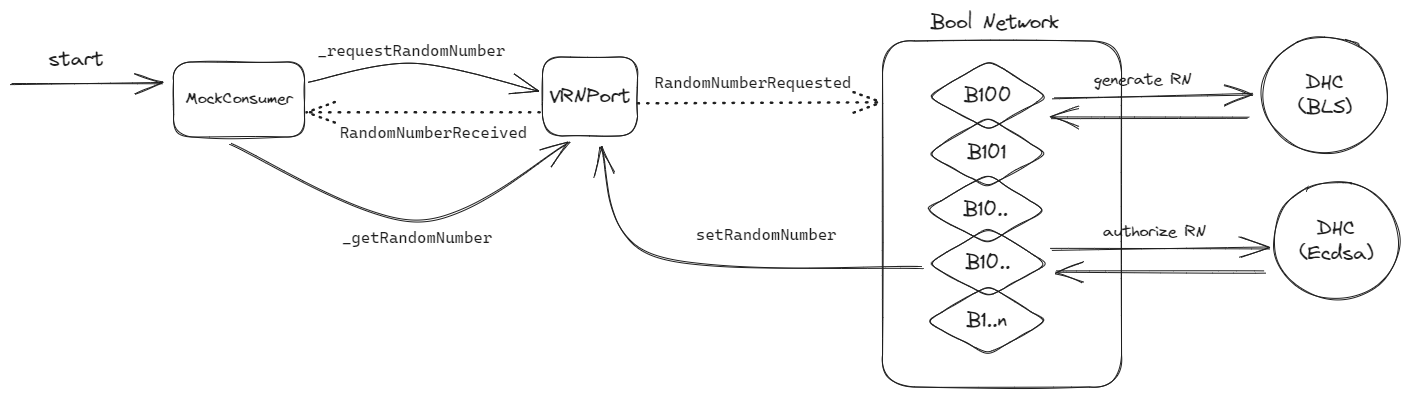 Bool Network
start
_requestRandomNumber
MockConsumer
VRNPort
RandomNumberRequested
RandomNumberReceived
_getRandomNumber
setRandomNumber
B100
B101
B10..
B10..
B1..n
generate RN
DHC
(BLS)
authorize RN
DHC
(Ecdsa)